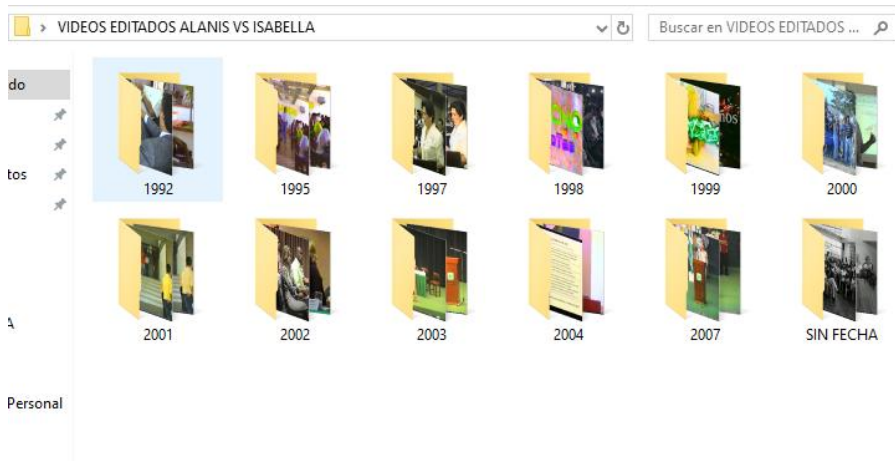 VIDEOS EDITADOS ALANIS VS ISABELLA
Buscar en VIDEOS EDITADOS ...
do
tos
A
Personal
1992
1995
1997
1998
1999
2000
2001
2002
2003
2004
2007
SIN FECHA